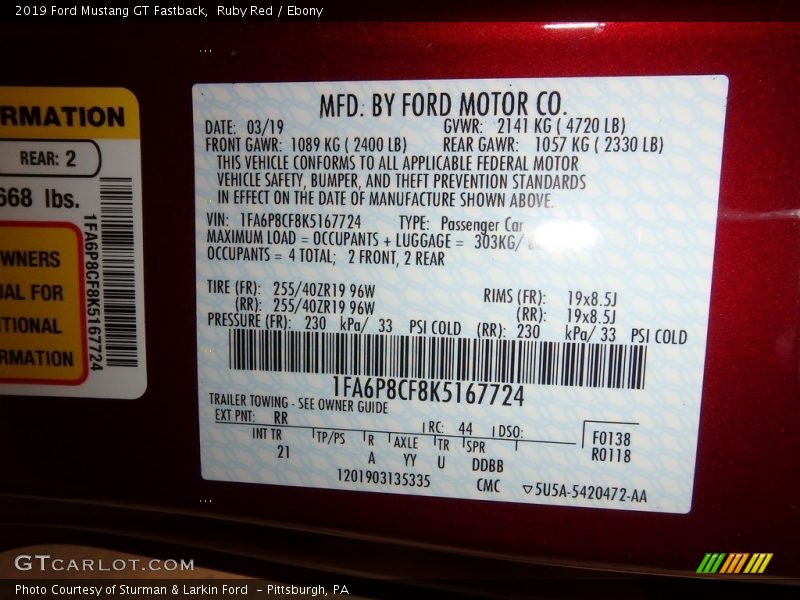 2019 Ford Mustang GT Fastback, Ruby Red / Ebony
RMATION
REAR: 2
668 lbs.
WNERS
UAL FOR
ITIONAL
RMATION
1FA6P8CF8K5167724
MFD. BY FORD MOTOR CO.
DATE: 03/19 GVWR: 2141 KG ( 4720 LB)
FRONT GAWR: 1089 KG ( 2400 LB) REAR GAWR: 1057 KG ( 2330 LB)
THIS VEHICLE CONFORMS TO ALL APPLICABLE FEDERAL MOTOR
VEHICLE SAFETY, BUMPER, AND THEFT PREVENTION STANDARDS
IN EFFECT ON THE DATE OF MANUFACTURE SHOWN ABOVE.
VIN: 1FA6P8CF8K5167724 TYPE: Passenger Car
MAXIMUM LOAD = OCCUPANTS + LUGGAGE = 303KG/
OCCUPANTS = 4 TOTAL; 2 FRONT, 2 REAR
TIRE (FR): 255/40ZR19 96W RIMS (FR): 19x8.5J
(RR): 255/40ZR19 96W (RR): 19x8.5J
PRESSURE (FR): 230 kPa/ 33 PSI COLD (RR): 230 kPa/ 33 PSI COLD
1FA6P8CF8K5167724
TRAILER TOWING - SEE OWNER GUIDE
EXT PNT: RR RC: 44 DSO:
INT TR TP/PS R AXLE TR SPR F0138
21 A YY U DDBB R0118
1201903135335 CMC ▽5U5A-5420472-AA
GTCARLOT.COM
Photo Courtesy of Sturman & Larkin Ford - Pittsburgh, PA